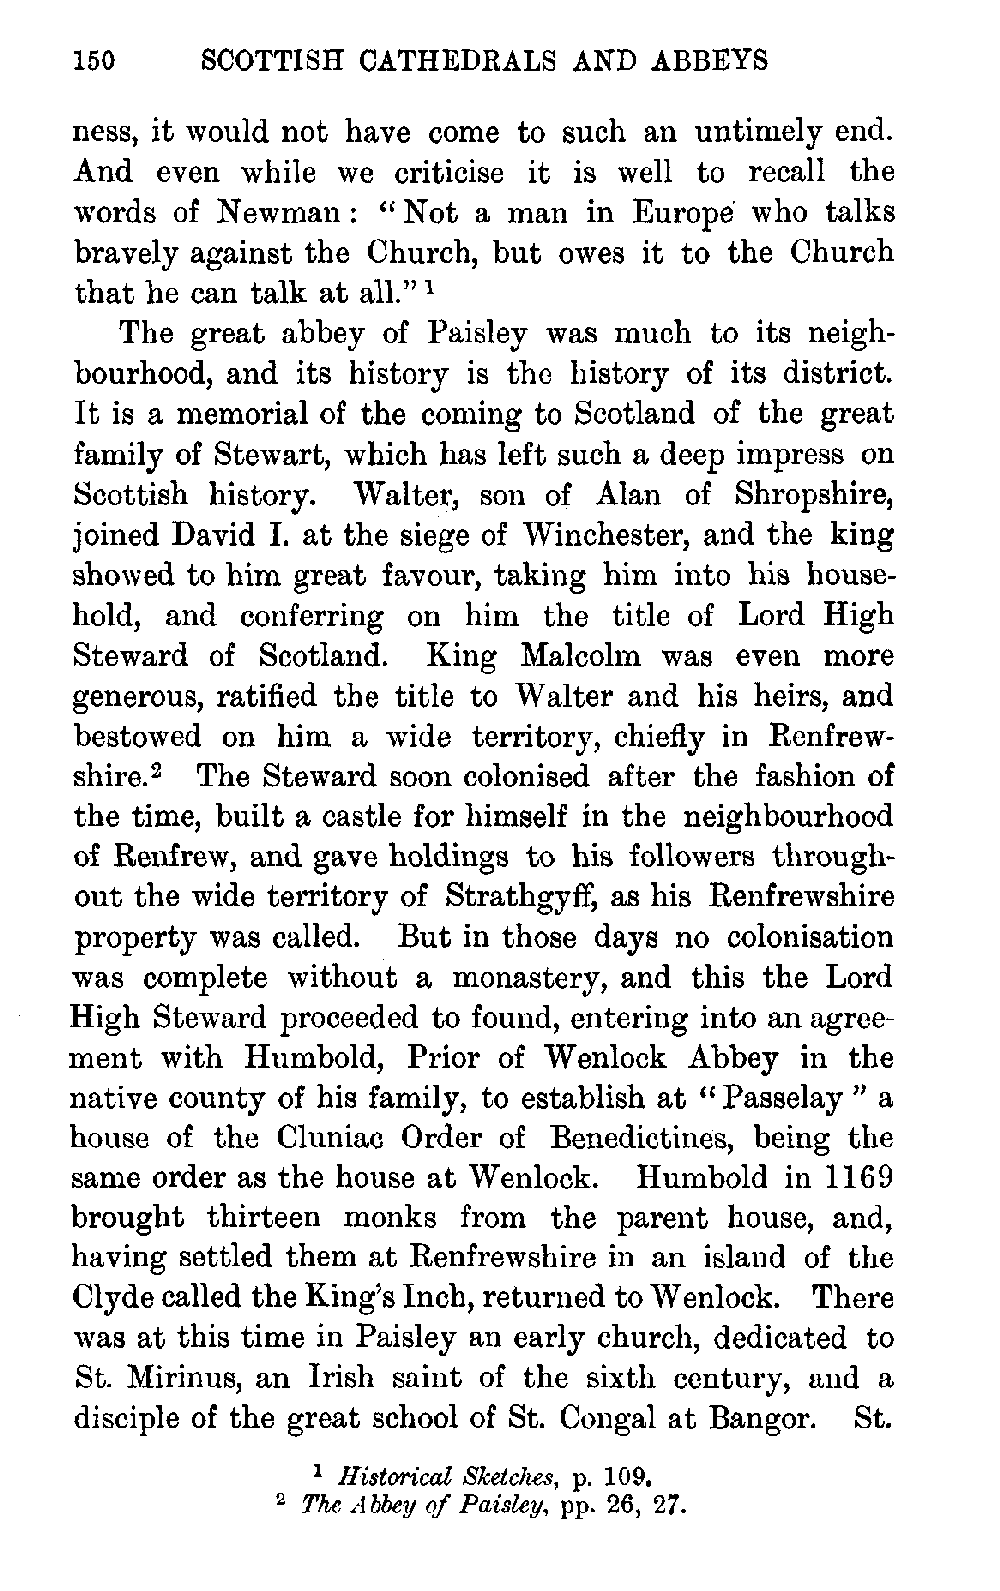 150 SCOTTISH CATHEDRALS AND ABBEYS
ness, it would not have come to such an untimely end.
And even while we criticise it is well to recall the
words of Newman: “Not a man in Europe who talks
bravely against the Church, but owes it to the Church
that he can talk at all.” 1
The great abbey of Paisley was much to its neigh-
bourhood, and its history is the history of its district.
It is a memorial of the coming to Scotland of the great
family of Stewart, which has left such a deep impress on
Scottish history. Walter, son of Alan of Shropshire,
joined David I. at the siege of Winchester, and the king
showed to him great favour, taking him into his house-
hold, and conferring on him the title of Lord High
Steward of Scotland. King Malcolm was even more
generous, ratified the title to Walter and his heirs, and
bestowed on him a wide territory, chiefly in Renfrew-
shire.2 The Steward soon colonised after the fashion of
the time, built a castle for himself in the neighbourhood
of Renfrew, and gave holdings to his followers through-
out the wide territory of Strathgyff, as his Renfrewshire
property was called. But in those days no colonisation
was complete without a monastery, and this the Lord
High Steward proceeded to found, entering into an agree-
ment with Humbold, Prior of Wenlock Abbey in the
native county of his family, to establish at “Passelay” a
house of the Cluniac Order of Benedictines, being the
same order as the house at Wenlock. Humbold in 1169
brought thirteen monks from the parent house, and,
having settled them at Renfrewshire in an island of the
Clyde called the King's Inch, returned to Wenlock. There
was at this time in Paisley an early church, dedicated to
St. Mirinus, an Irish saint of the sixth century, and a
disciple of the great school of St. Congal at Bangor. St.
1 Historical Sketches, p. 109.
2 The Abbey of Paisley, pp. 26, 27.